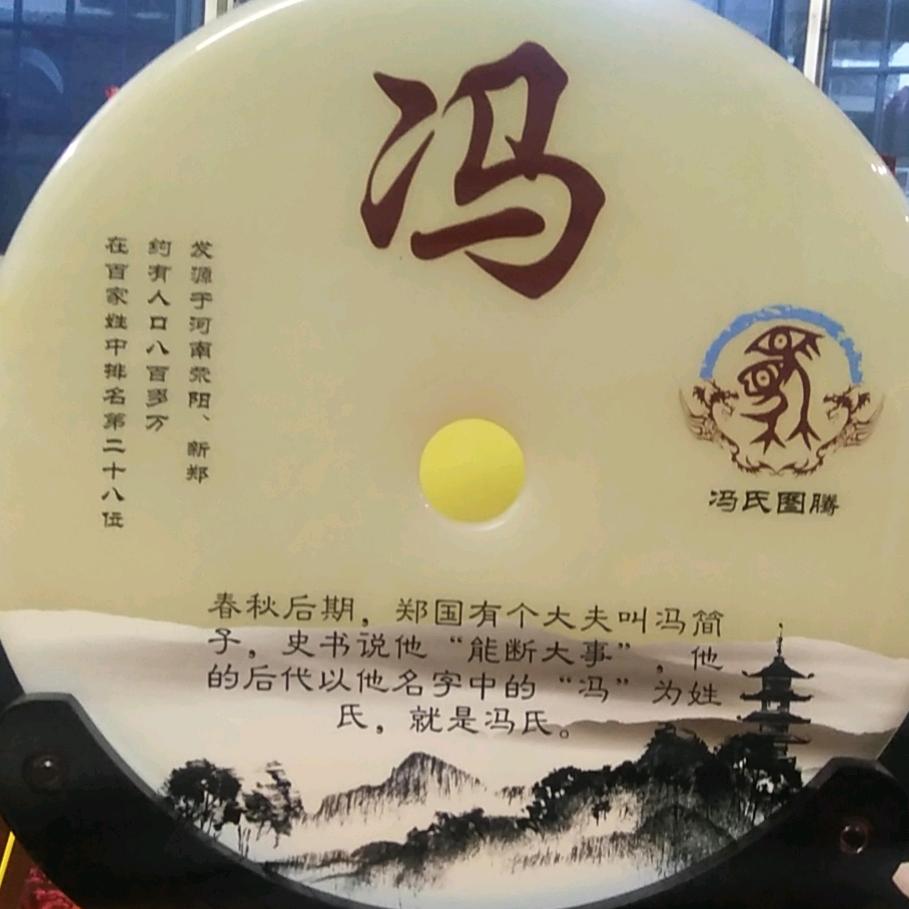 冯
发源于河南荥阳、新郑
约有人口八百多万
在百家姓中排名第二十八位
冯氏图腾
春秋后期，郑国有个大夫叫冯简
子，史书说他“能断大事”，他
的后代以他名字中的“冯”为姓
氏，就是冯氏。